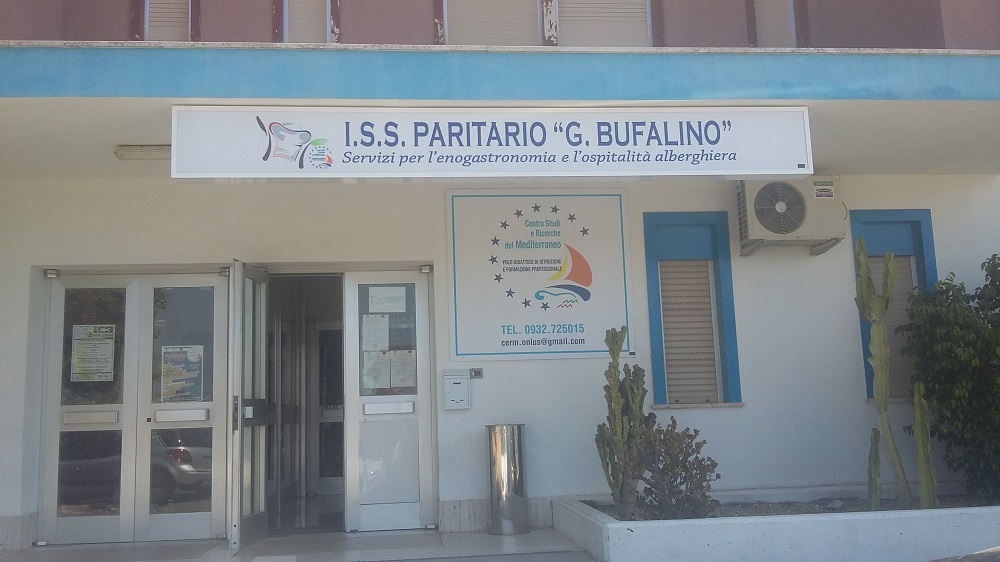 I.S.S. PARITARIO “G. BUFALINO”
Servizi per l'enogastronomia e l'ospitalità alberghiera
Centro Studi
e Ricerche
del Mediterraneo
POLO DIDATTICO DI ISTRUZIONE
E FORMAZIONE PROFESSIONALE
TEL. 0932.725015
cerm.onlus@gmail.com